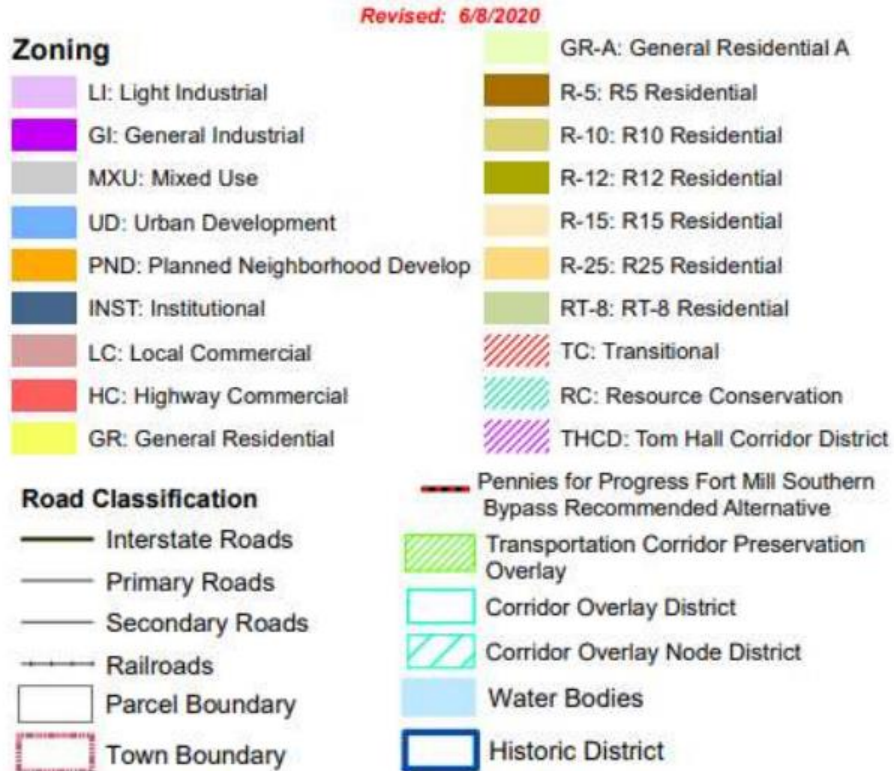 Revised: 6/8/2020
Zoning
LI: Light Industrial
GI: General Industrial
MXU: Mixed Use
UD: Urban Development
PND: Planned Neighborhood Develop
INST: Institutional
LC: Local Commercial
HC: Highway Commercial
GR: General Residential
GR-A: General Residential A
R-5: R5 Residential
R-10: R10 Residential
R-12: R12 Residential
R-15: R15 Residential
R-25: R25 Residential
RT-8: RT-8 Residential
TC: Transitional
RC: Resource Conservation
THCD: Tom Hall Corridor District
Road Classification
Interstate Roads
Primary Roads
Secondary Roads
Railroads
Parcel Boundary
Town Boundary
Pennies for Progress Fort Mill Southern
Bypass Recommended Alternative
Transportation Corridor Preservation
Overlay
Corridor Overlay District
Corridor Overlay Node District
Water Bodies
Historic District